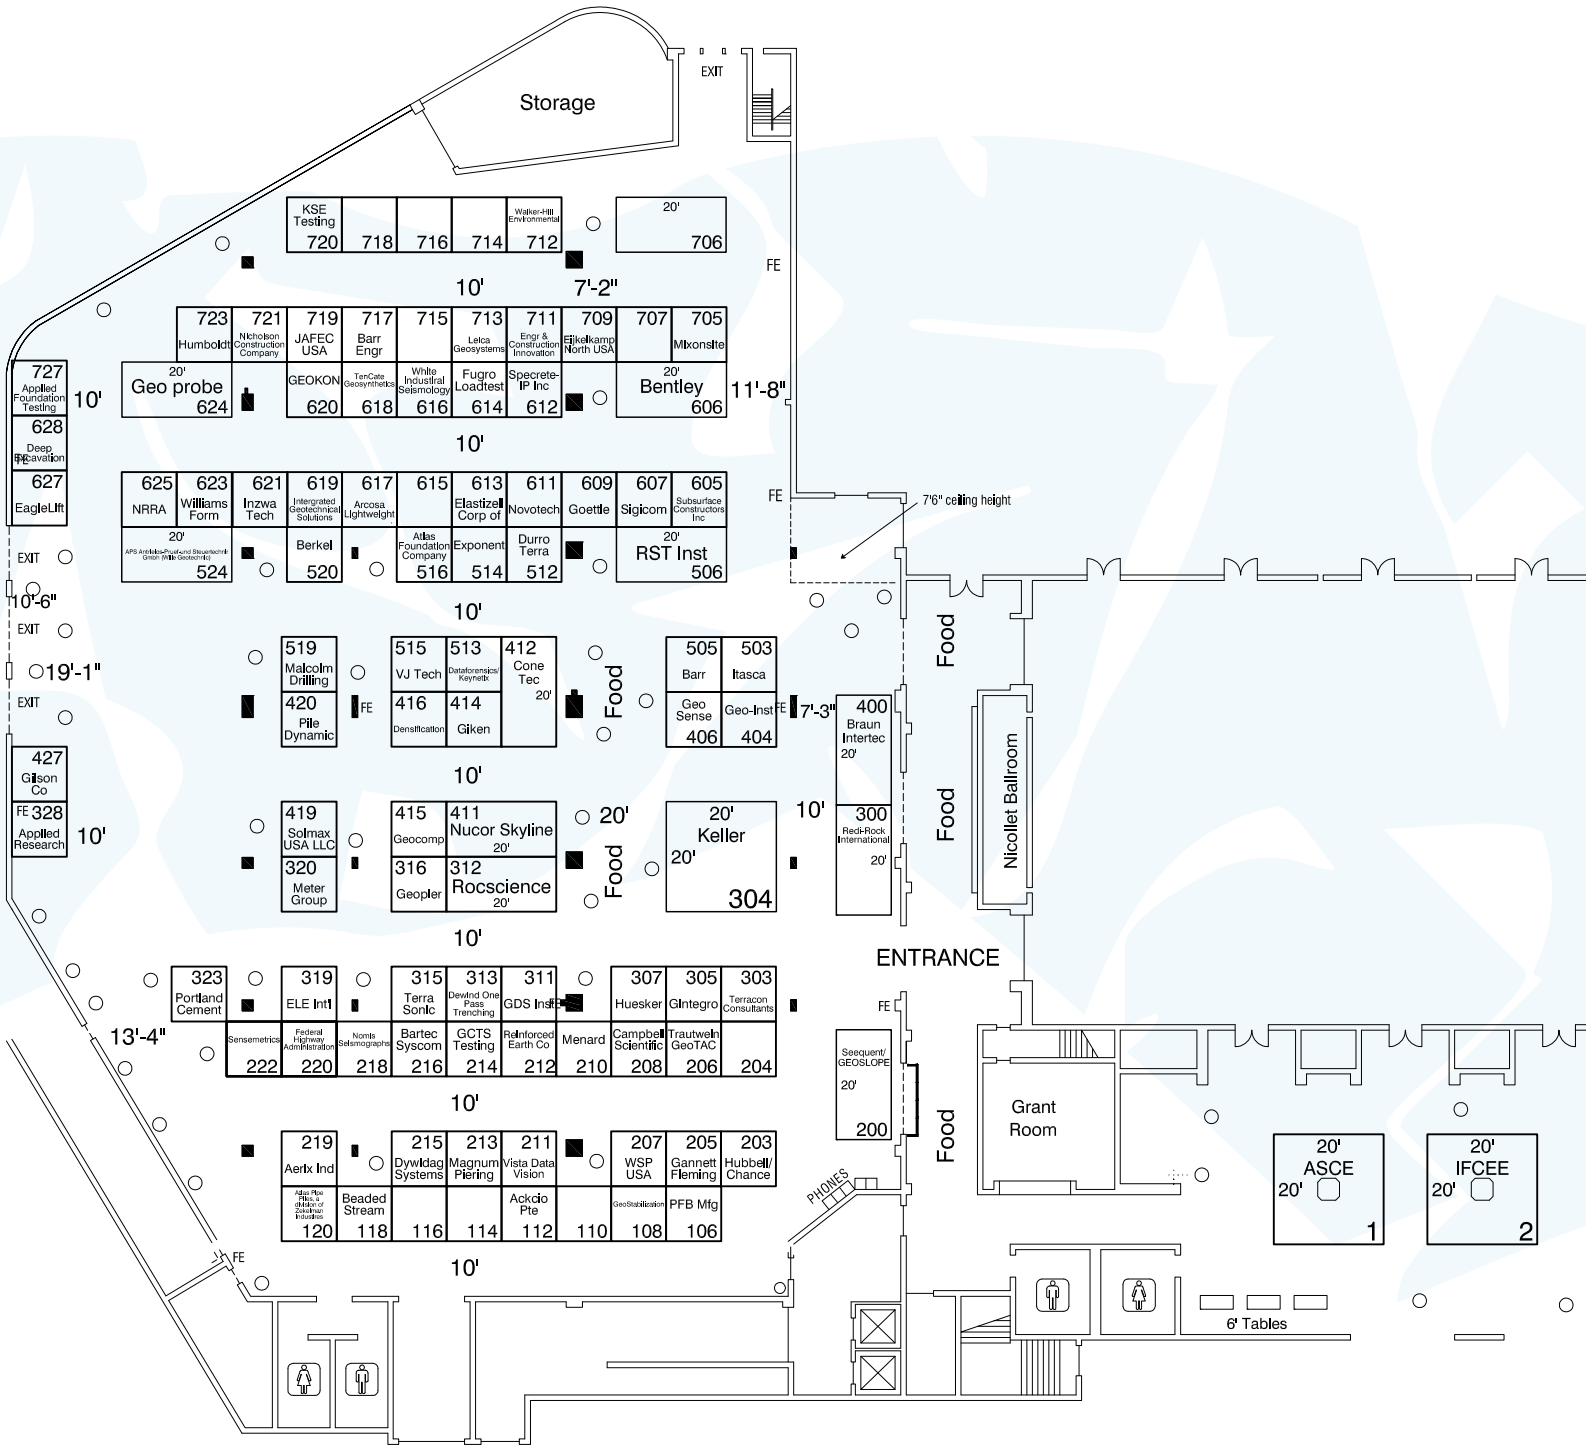 EXIT
Storage
KSE
Testing
720
718
716
714
Walker-Hill
Environmental
712
20'
706
FE
10'
7'-2"
723
Humboldt
721
Nicholson
Construction
Company
719
JAFEC
USA
717
Barr
Engr
715
713
Leica
Geosystems
711
Engr &
Construction
Innovation
709
Eijkelkamp
North USA
707
705
Mixonsite
727
Applied
Foundation
Testing
10'
20'
Geo probe
624
GEOKON
620
TenCate
Geosynthetics
618
White
Industrial
Seismology
616
Fugro
Loadtest
614
Specrete-
IP Inc
612
20'
Bentley
606
11'-8"
628
Deep
Excavation
FE
10'
627
EagleLift
625
NRRA
623
Williams
Form
621
Inzwa
Tech
619
Intergrated
Geotechnical
Solutions
617
Arcosa
Lightweight
615
613
Elastizell
Corp of
611
Novotech
609
Goettle
607
Sigicom
605
Subsurface
Constructors
Inc
FE
7'6" ceiling height
20'
APS Antriebs-Pruef-und Steuertechnik
Gmbh (Wille Geotechnic)
524
Berkel
520
Atlas
Foundation
Company
516
Exponent
514
Durro
Terra
512
20'
RST Inst
506
EXIT
10'-6"
EXIT
19'-1"
EXIT
10'
519
Malcolm
Drilling
515
VJ Tech
513
Dataforensics/
Keynetix
412
Cone
Tec
20'
Food
505
Barr
503
Itasca
Food
420
Pile
Dynamic
FE
416
Densification
414
Giken
Geo
Sense
406
Geo-Inst
404
FE
7'-3"
400
Braun
Intertec
20'
Nicollet Ballroom
427
Gilson
Co
10'
FE
328
Applied
Research
10'
419
Solmax
USA LLC
415
Geocomp
411
Nucor Skyline
20'
20'
Food
20'
Keller
20'
304
10'
300
Redi-Rock
International
20'
Food
320
Meter
Group
316
Geopier
312
Rocscience
20'
10'
ENTRANCE
323
Portland
Cement
319
ELE Int'l
315
Terra
Sonic
313
Dewind One
Pass
Trenching
311
GDS Inst
FE
307
Huesker
305
GIntegro
303
Terracon
Consultants
FE
13'-4"
Sensemetrics
222
Federal
Highway
Administration
220
Nomis
Seismographs
218
Bartec
Syscom
216
GCTS
Testing
214
Reinforced
Earth Co
212
Menard
210
Campbell
Scientific
208
Trautwein
GeoTAC
206
204
Seequent/
GEOSLOPE
20'
200
Food
Grant
Room
10'
219
Aerix Ind
215
Dywidag
Systems
213
Magnum
Piering
211
Vista Data
Vision
207
WSP
USA
205
Gannett
Fleming
203
Hubbell/
Chance
PHONES
20'
ASCE
20'
1
20'
IFCEE
20'
2
Atlas Pipe
Piles, a
division of
Zekelman
Industries
120
Beaded
Stream
118
116
114
Ackcio
Pte
112
110
GeoStabilization
108
PFB Mfg
106
FE
10'
6' Tables